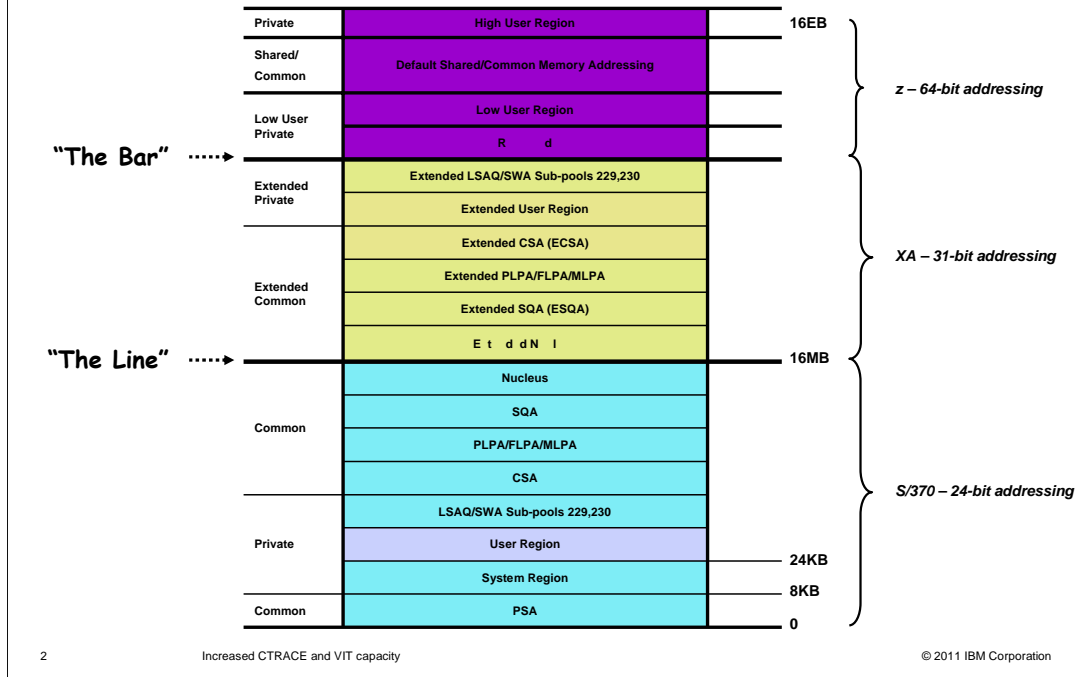 Private High User Region 16EB
Shared/
Common
Default Shared/Common Memory Addressing
z – 64-bit addressing
Low User
Private
Low User Region
R d
"The Bar"
Extended
Private
Extended LSAQ/SWA Sub-pools 229,230
Extended User Region
Extended CSA (ECSA)
XA – 31-bit addressing
Extended
Common
Extended PLPA/FLPA/MLPA
Extended SQA (ESQA)
E t d d N l
"The Line" 16MB
Nucleus
SQA
Common
PLPA/FLPA/MLPA
CSA
S/370 – 24-bit addressing
LSAQ/SWA Sub-pools 229,230
Private
User Region
24KB
System Region
8KB
Common
PSA
0
2 Increased CTRACE and VIT capacity © 2011 IBM Corporation